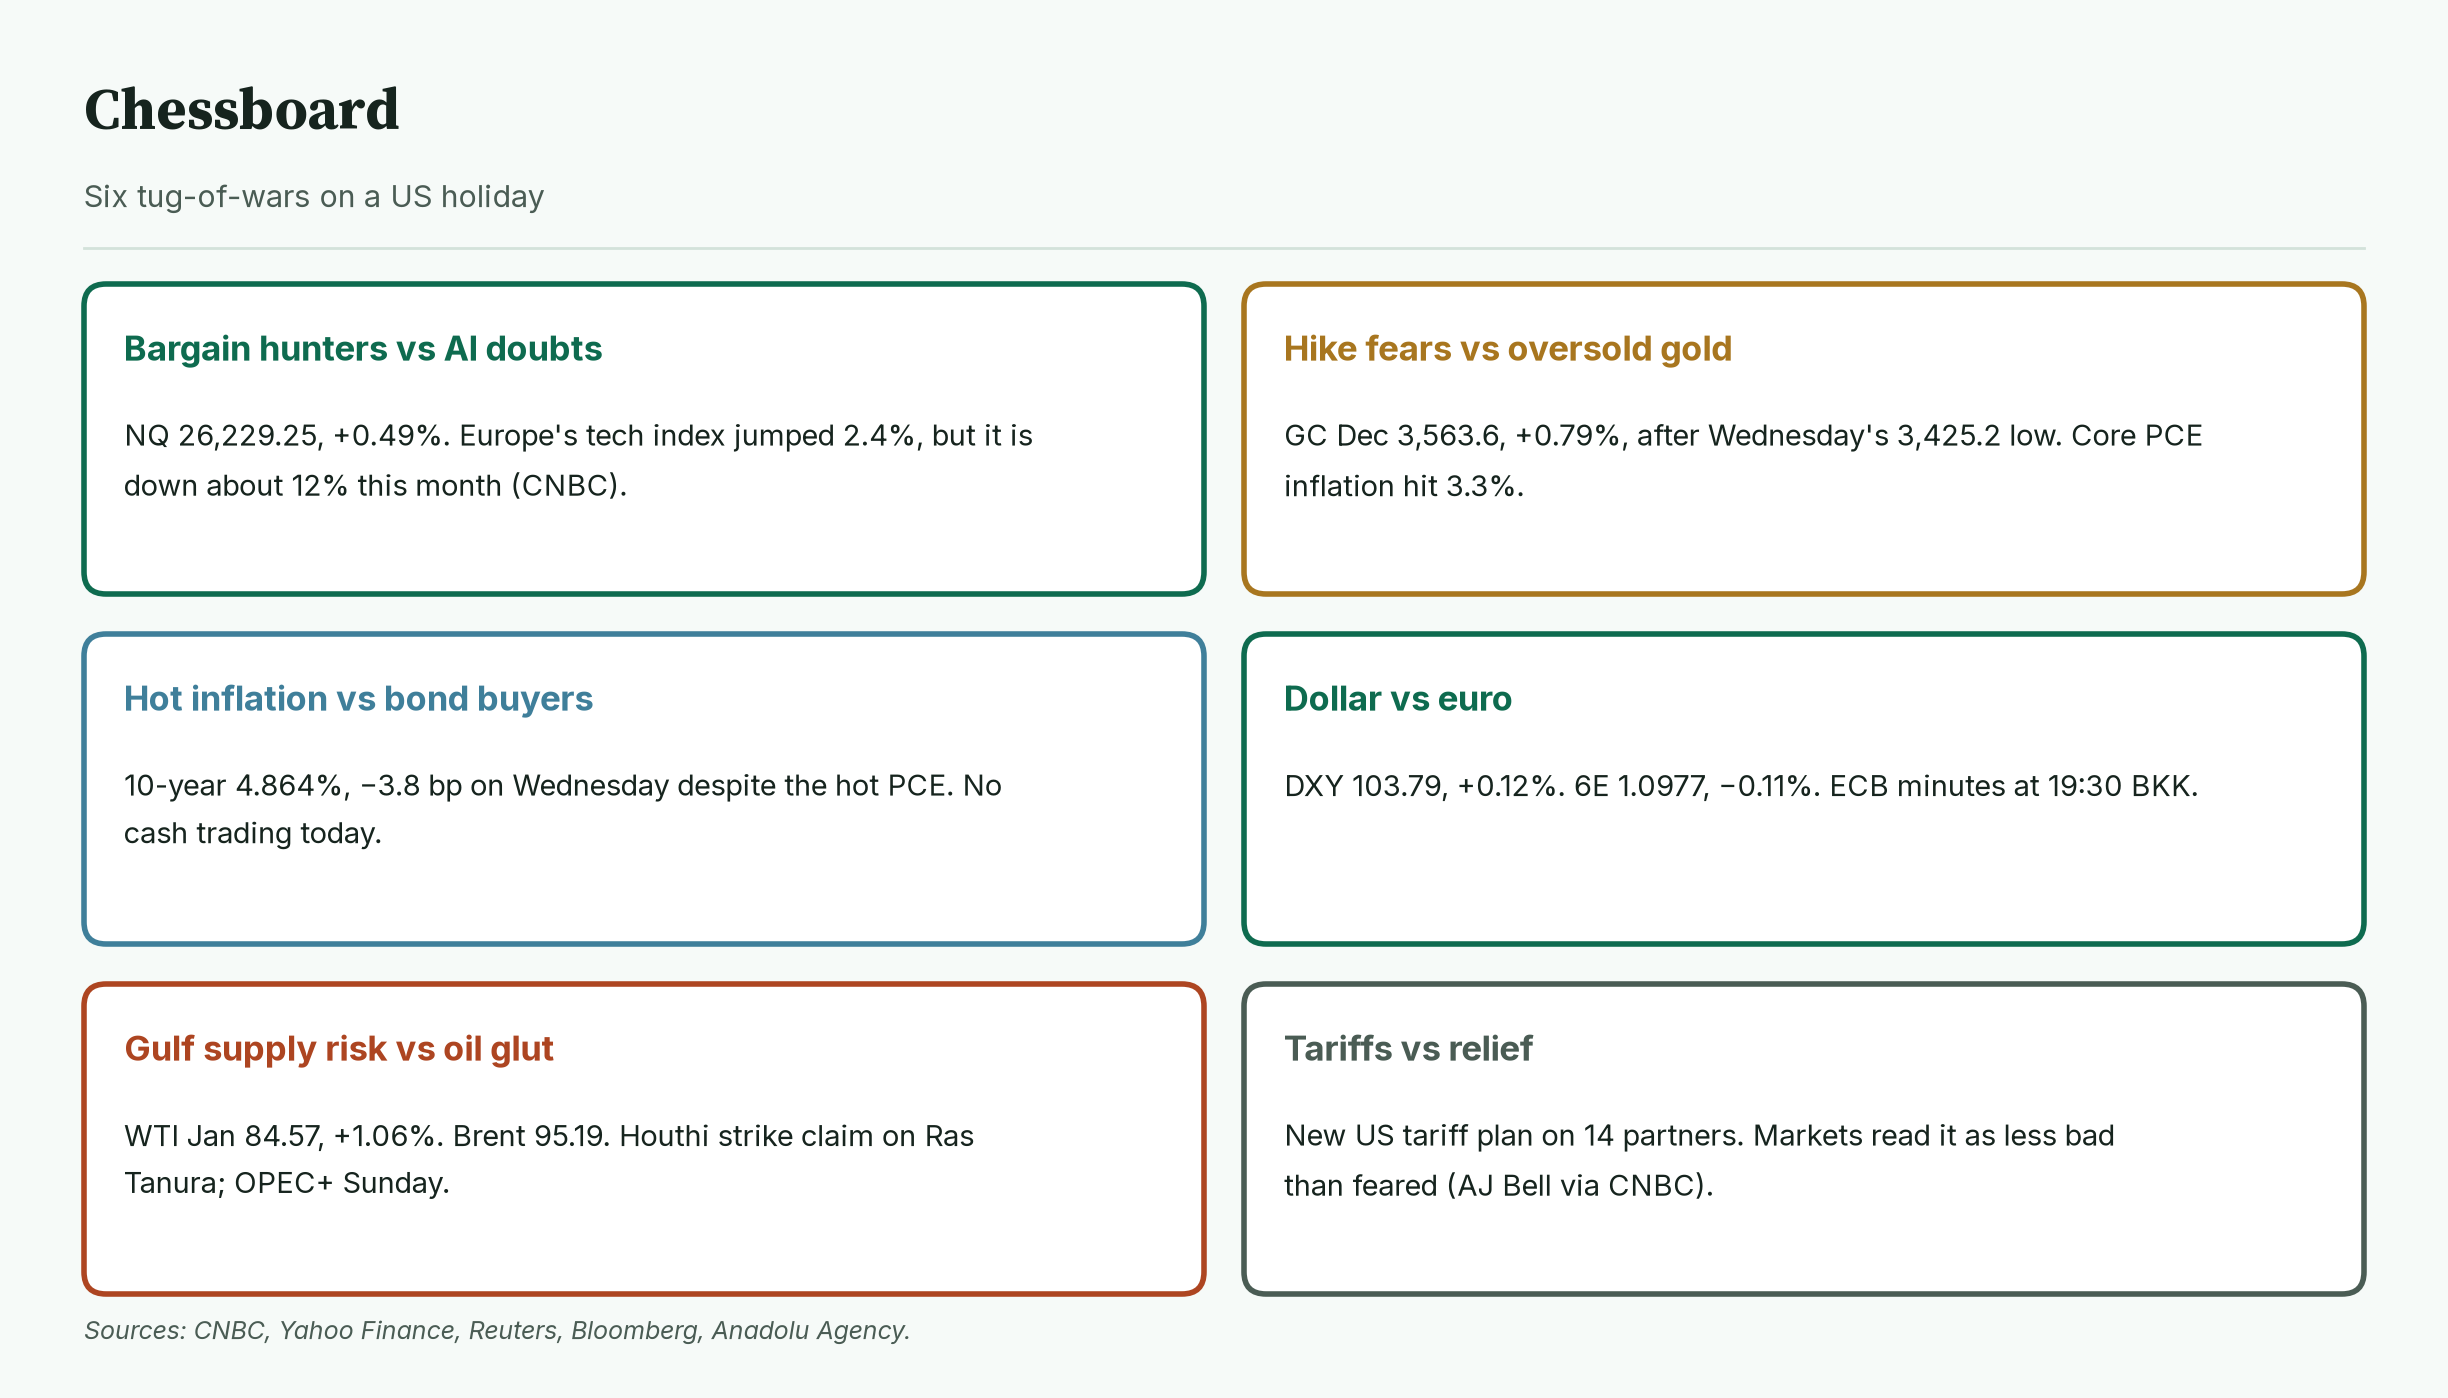 Chessboard
Six tug-of-wars on a US holiday
Bargain hunters vs AI doubts
NQ 26,229.25, +0.49%. Europe's tech index jumped 2.4%, but it is
down about 12% this month (CNBC).
Hike fears vs oversold gold
GC Dec 3,563.6, +0.79%, after Wednesday's 3,425.2 low. Core PCE
inflation hit 3.3%.
Hot inflation vs bond buyers
10-year 4.864%, −3.8 bp on Wednesday despite the hot PCE. No
cash trading today.
Dollar vs euro
DXY 103.79, +0.12%. 6E 1.0977, −0.11%. ECB minutes at 19:30 BKK.
Gulf supply risk vs oil glut
WTI Jan 84.57, +1.06%. Brent 95.19. Houthi strike claim on Ras
Tanura; OPEC+ Sunday.
Tariffs vs relief
New US tariff plan on 14 partners. Markets read it as less bad
than feared (AJ Bell via CNBC).
Sources: CNBC, Yahoo Finance, Reuters, Bloomberg, Anadolu Agency.